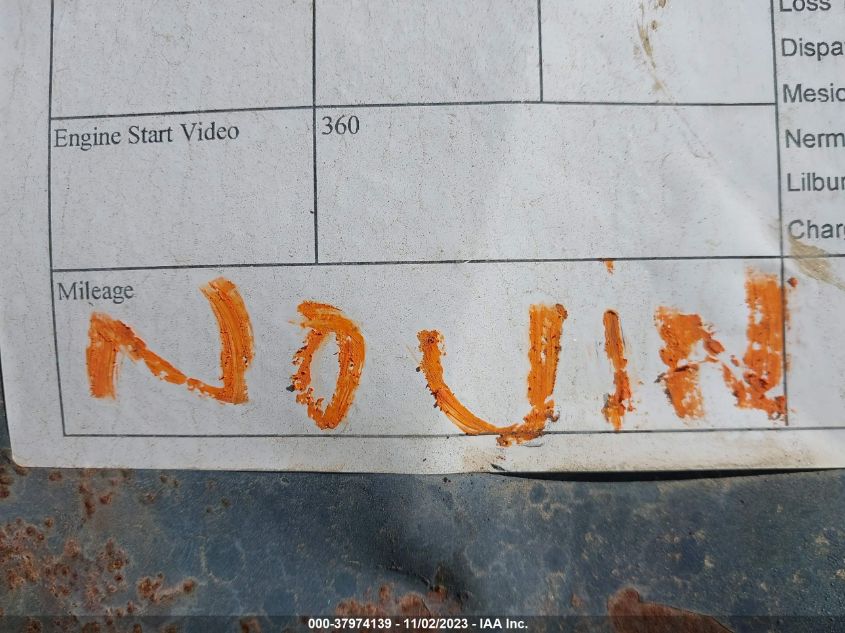 Loss
Dispa
Mesic
Engine Start Video 360
Nerm
Lilbur
Charg
Mileage
NO ViN
000-37974139 - 11/02/2023 - IAA Inc.